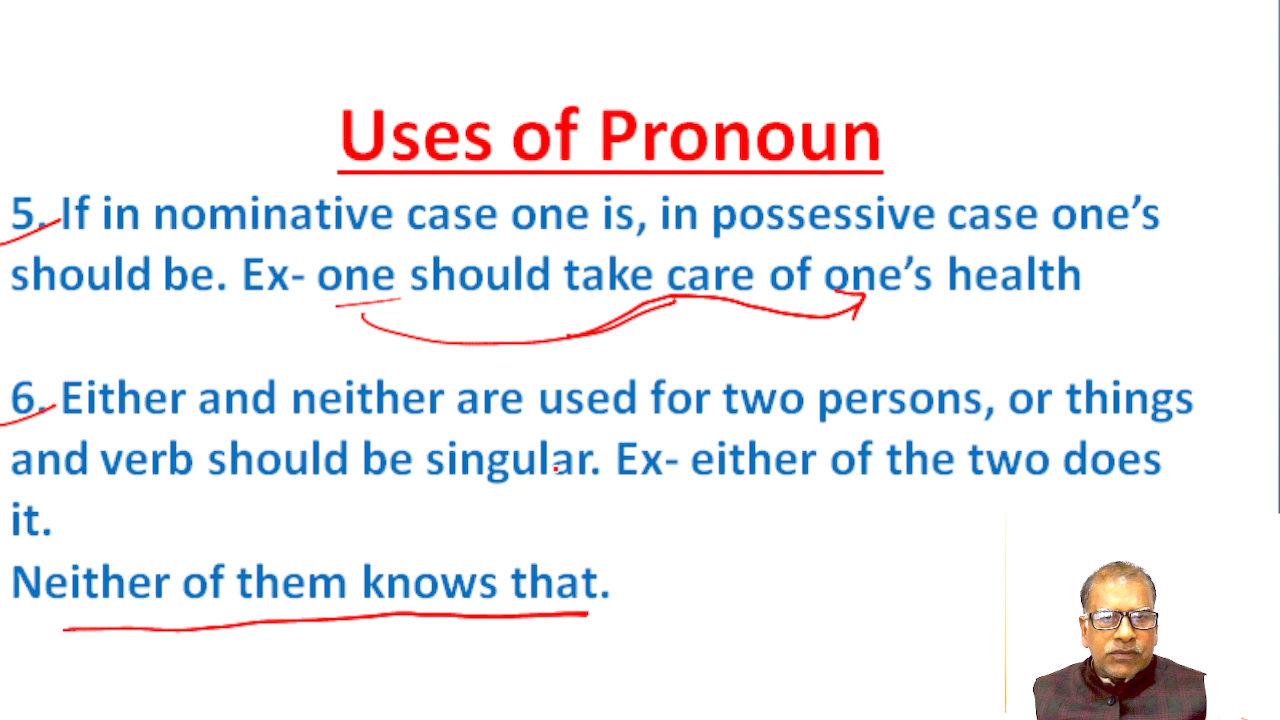 Uses of Pronoun
5. If in nominative case one is, in possessive case one’s
should be. Ex- one should take care of one’s health
6. Either and neither are used for two persons, or things
and verb should be singular. Ex- either of the two does
it.
Neither of them knows that.